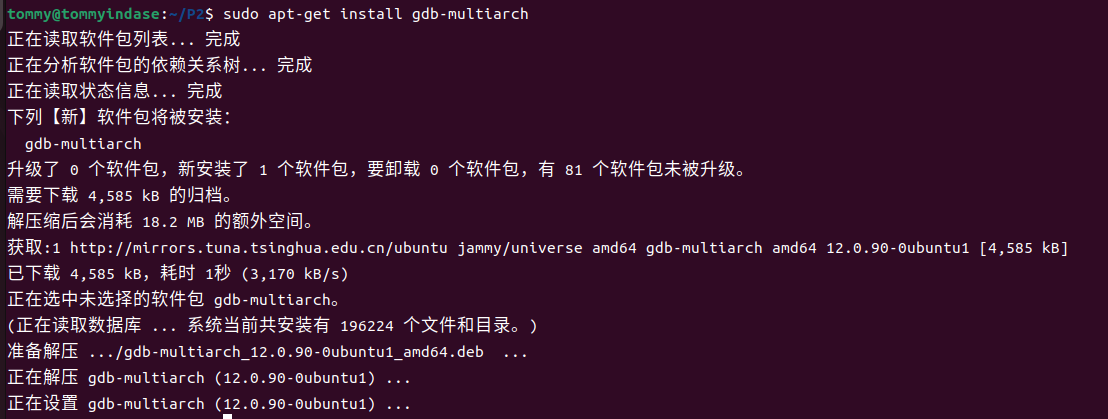 tommy@tommyindase:~/P2$ sudo apt-get install gdb-multiarch
正在读取软件包列表... 完成
正在分析软件包的依赖关系树... 完成
正在读取状态信息... 完成
下列【新】软件包将被安装：
  gdb-multiarch
升级了 0 个软件包，新安装了 1 个软件包，要卸载 0 个软件包，有 81 个软件包未被升级。
需要下载 4,585 kB 的归档。
解压缩后会消耗 18.2 MB 的额外空间。
获取:1 http://mirrors.tuna.tsinghua.edu.cn/ubuntu jammy/universe amd64 gdb-multiarch amd64 12.0.90-0ubuntu1 [4,585 kB]
已下载 4,585 kB，耗时 1秒 (3,170 kB/s)
正在选中未选择的软件包 gdb-multiarch。
(正在读取数据库 ... 系统当前共安装有 196224 个文件和目录。)
准备解压 .../gdb-multiarch_12.0.90-0ubuntu1_amd64.deb  ...
正在解压 gdb-multiarch (12.0.90-0ubuntu1) ...
正在设置 gdb-multiarch (12.0.90-0ubuntu1) ...